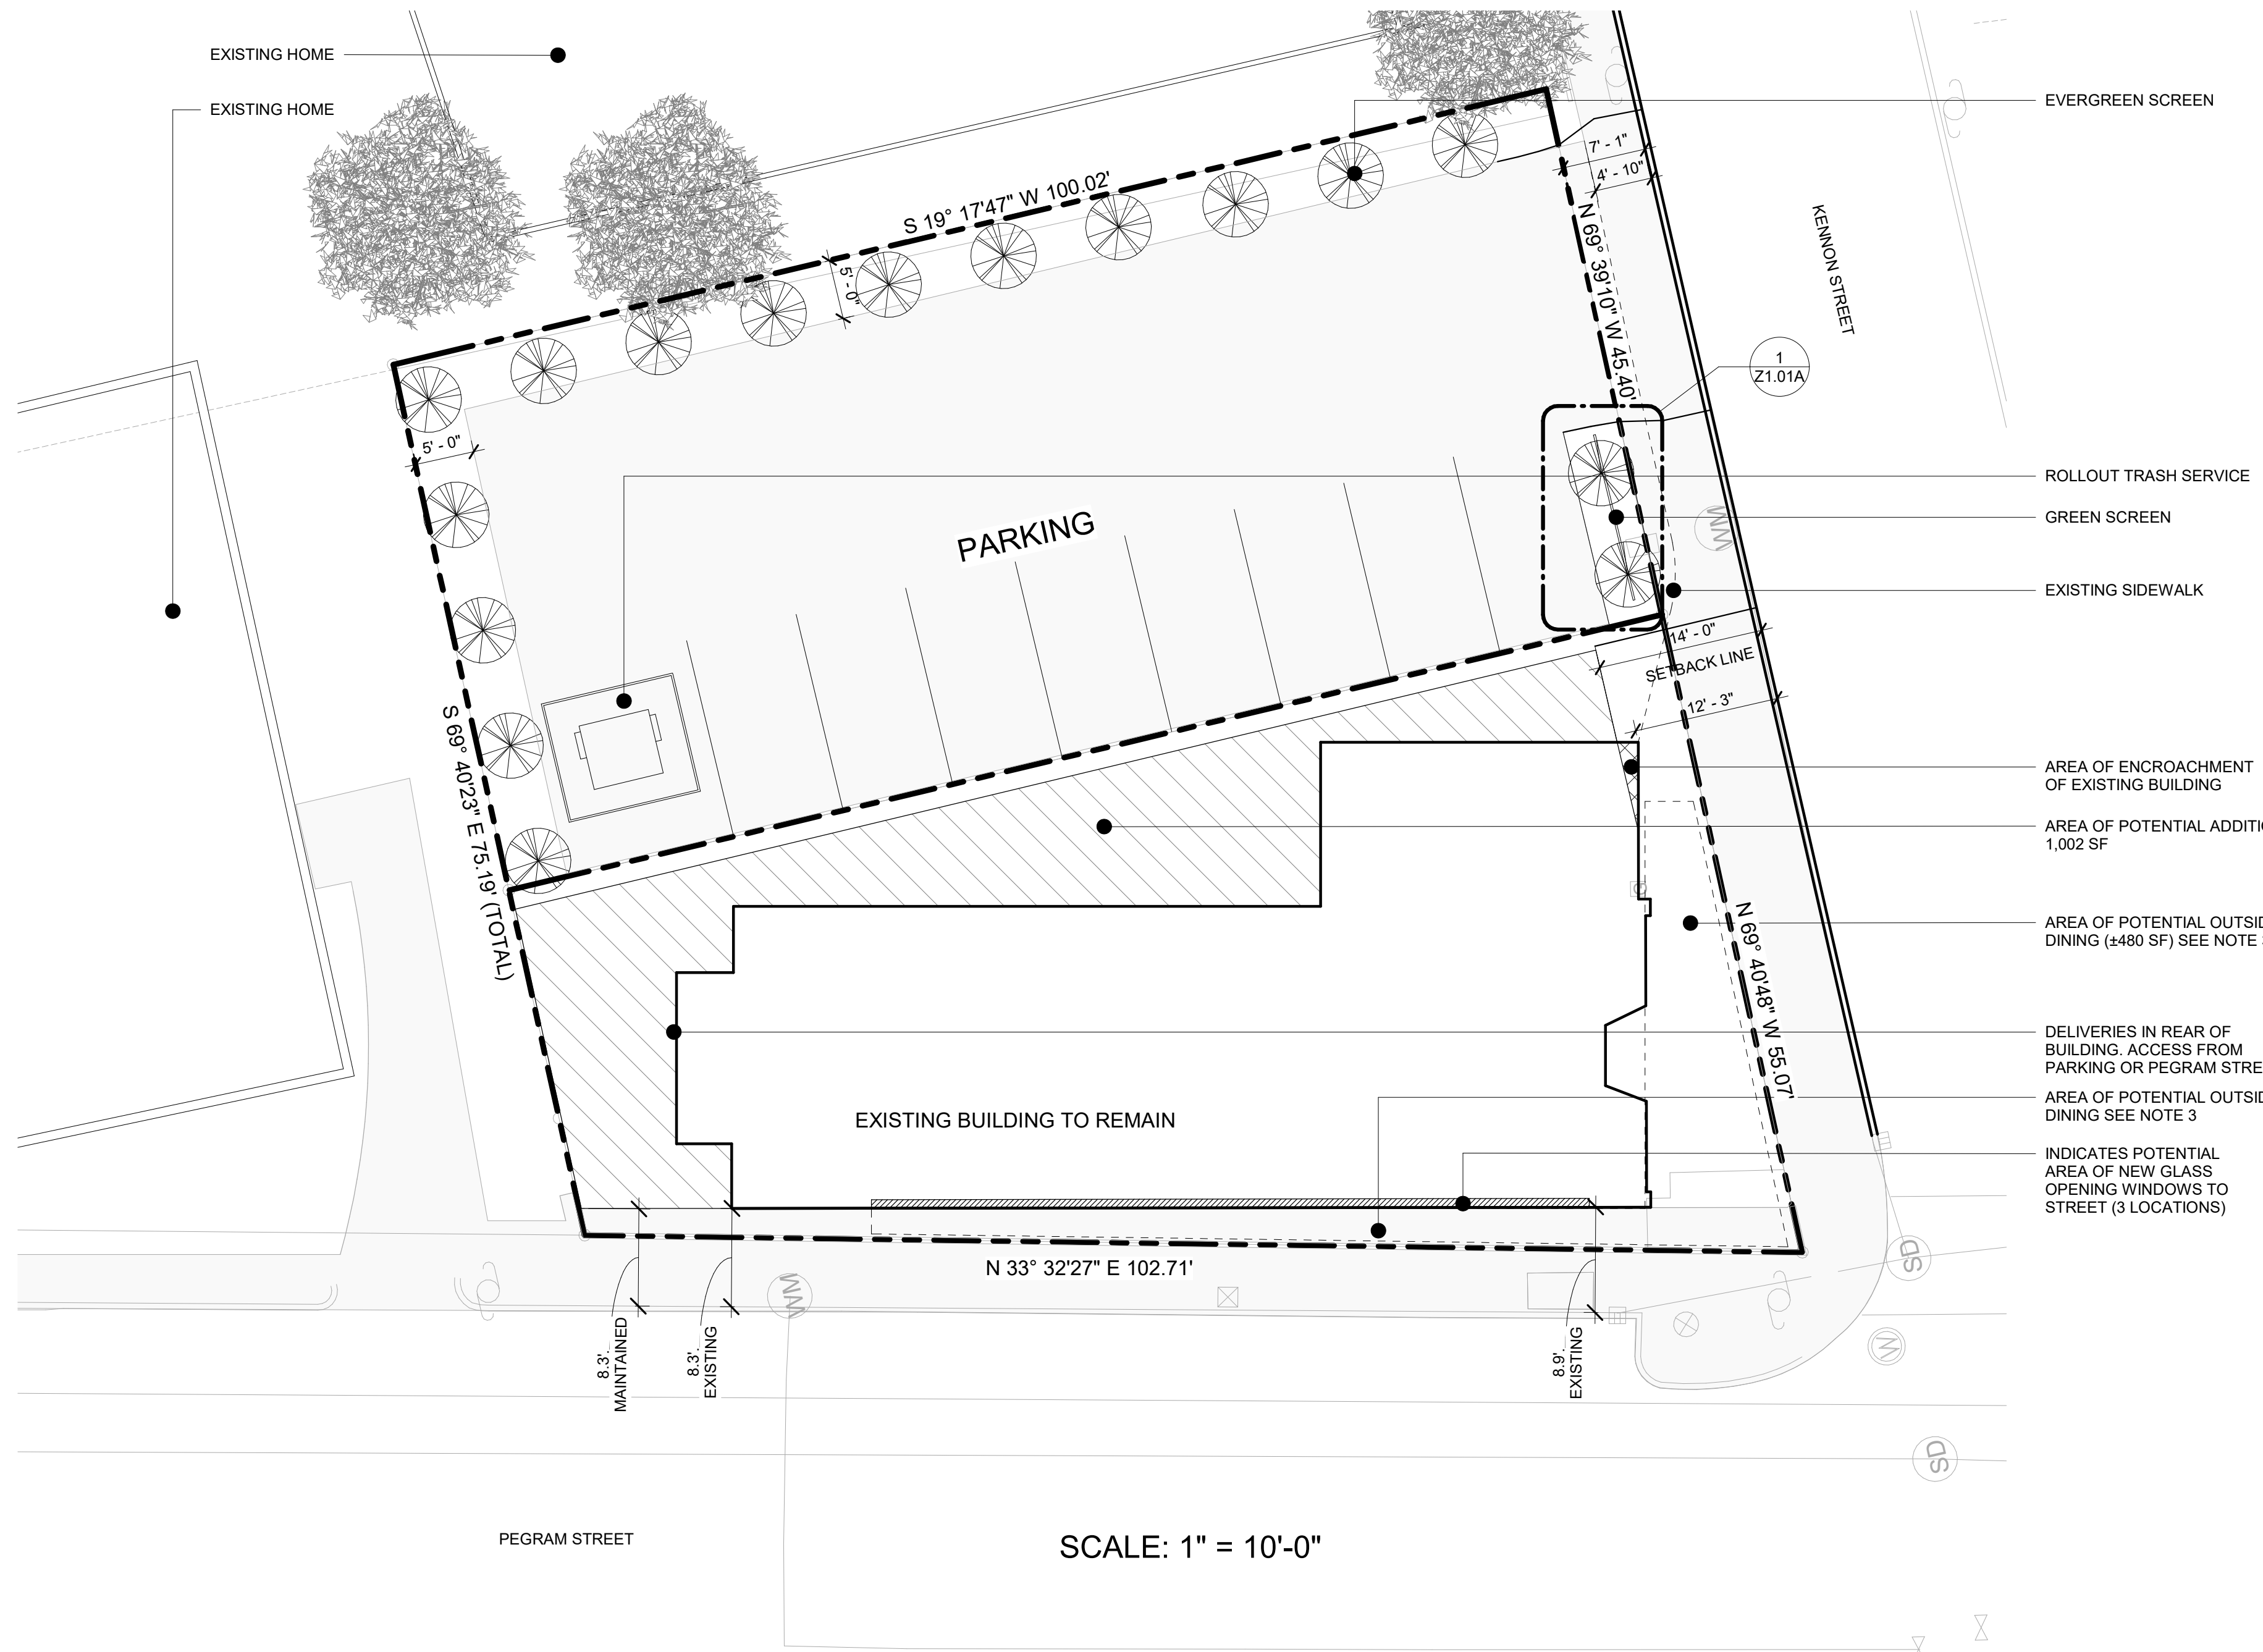 EXISTING HOME
EXISTING HOME
EVERGREEN SCREEN
7' - 1"
4' - 10"
S 19° 17'47" W 100.02'
N 69° 39'10" W 45.40'
KENNON STREET
5' - 0"
1
Z1.01A
5' - 0"
ROLLOUT TRASH SERVICE
PARKING
GREEN SCREEN
WM
EXISTING SIDEWALK
14' - 0"
SETBACK LINE
12' - 3"
S 69° 40'23" E 75.19' (TOTAL)
AREA OF ENCROACHMENT
OF EXISTING BUILDING
AREA OF POTENTIAL
1,002 SF
AREA OF POTENTIAL
DINING (±480 SF) SEE NOTE
N 69° 40'48" W 55.07'
DELIVERIES IN REAR OF
BUILDING. ACCESS FROM
PARKING OR PEGRAM
AREA OF POTENTIAL
DINING SEE NOTE 3
EXISTING BUILDING TO REMAIN
INDICATES POTENTIAL
AREA OF NEW GLASS
OPENING WINDOWS TO
STREET (3 LOCATIONS)
N 33° 32'27" E 102.71'
WM
SD
8.3'
MAINTAINED
8.3'
EXISTING
8.9'
EXISTING
W
SD
PEGRAM STREET
SCALE: 1" = 10'-0"